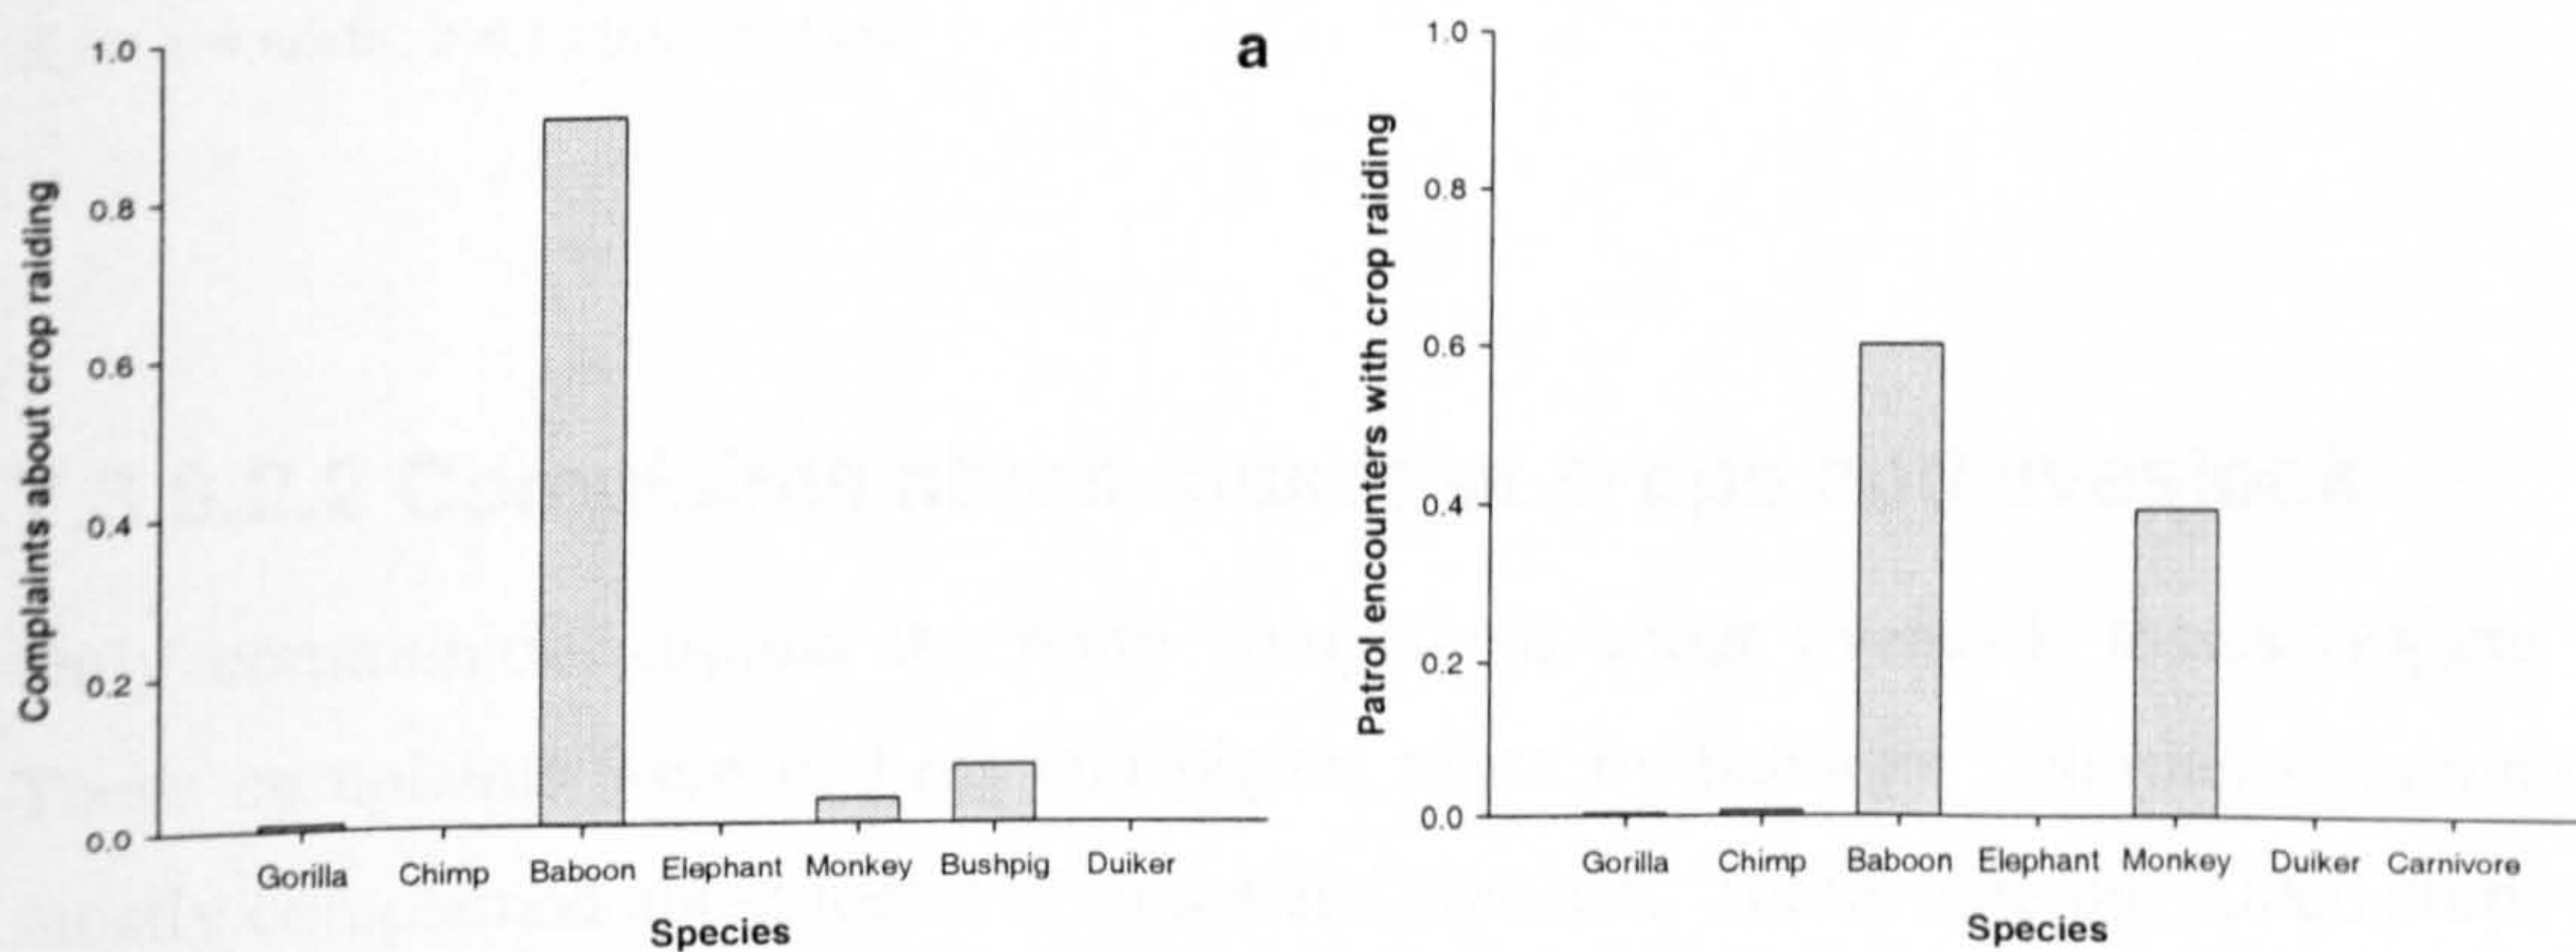 a
Complaints about crop raiding
1.0
0.8
0.6
0.4
0.2
0.0
Gorilla Chimp Baboon Elephant Monkey Bushpig Duiker
Species
Patrol encounters with crop raiding
1.0
0.8
0.6
0.4
0.2
0.0
Gorilla Chimp Baboon Elephant Monkey Duiker Carnivore
Species